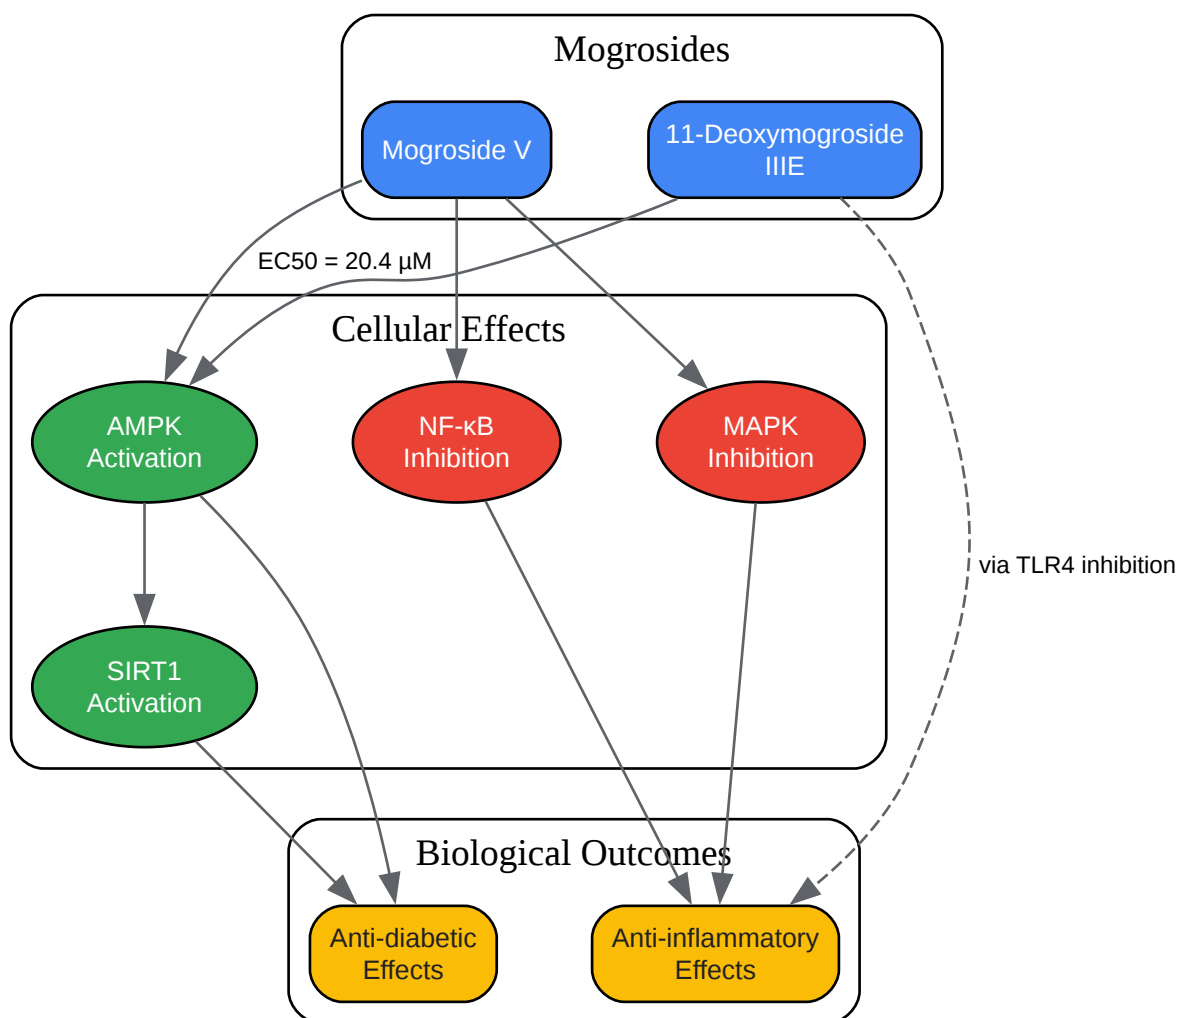 Mogrosides
Mogroside V
11-Deoxymogroside
IIIE
EC50 = 20.4 µM
Cellular Effects
AMPK
Activation
NF-κB
Inhibition
MAPK
Inhibition
via TLR4 inhibition
SIRT1
Activation
Biological Outcomes
Anti-diabetic
Effects
Anti-inflammatory
Effects